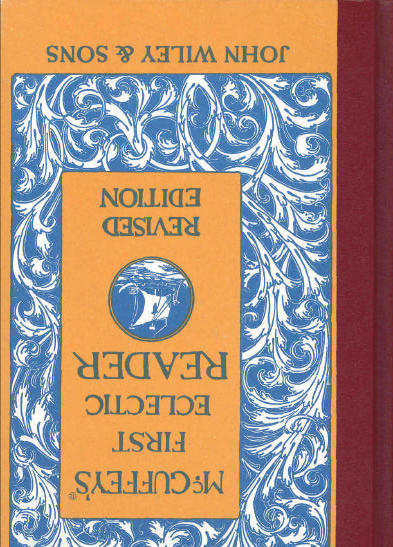 McGUFFEY'S®
FIRST
ECLECTIC
READER
REVISED
EDITION
JOHN WILEY & SONS